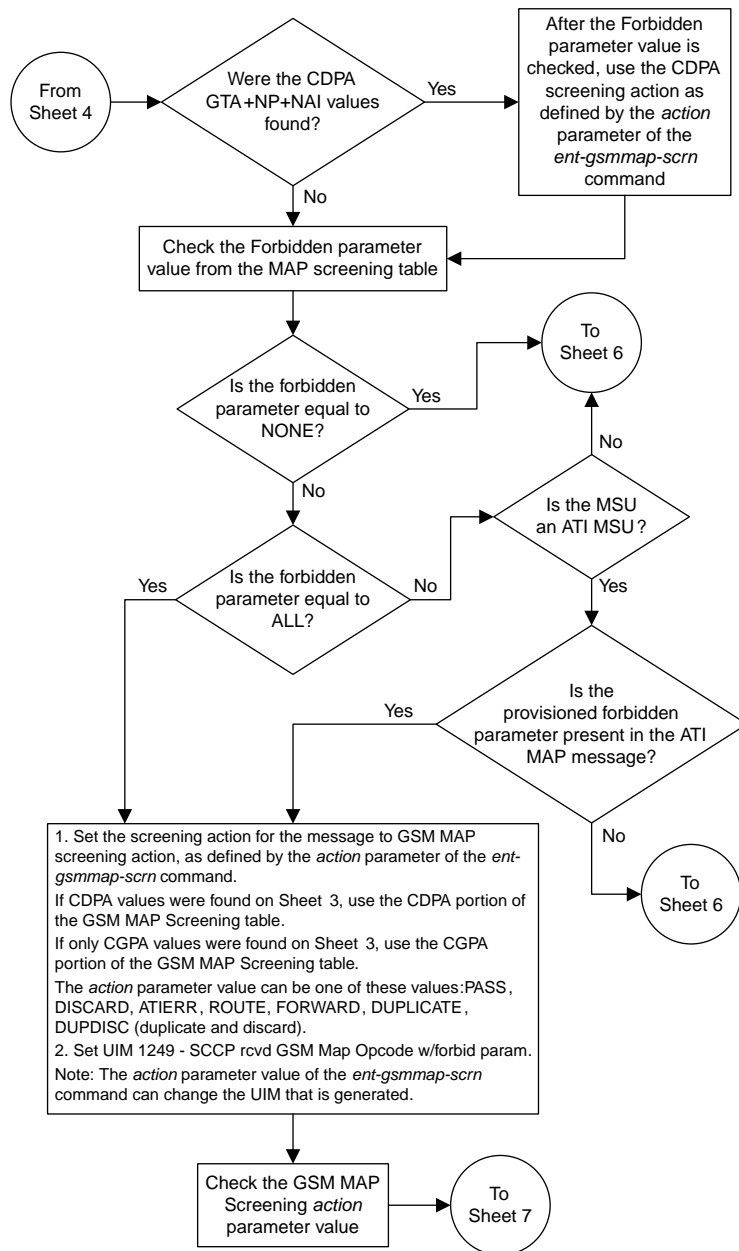 From
Sheet 4
Were the CDPA
GTA+NP+NAI values
found?
Yes
After the Forbidden
parameter value is
checked, use the CDPA
screening action as
defined by the action
parameter of the
ent-gsmmap-scrn
command
No
Check the Forbidden parameter
value from the MAP screening table
To
Sheet 6
Is the forbidden
parameter equal to
NONE?
Yes
No
No
Is the MSU
an ATI MSU?
Yes
Is the forbidden
parameter equal to
ALL?
Yes
No
Is the
provisioned forbidden
parameter present in the ATI
MAP message?
Yes
No
To
Sheet 6
1. Set the screening action for the message to GSM MAP
screening action, as defined by the action parameter of the ent-
gsmmap-scrn command.
If CDPA values were found on Sheet 3, use the CDPA portion of
the GSM MAP Screening table.
If only CGPA values were found on Sheet 3, use the CGPA
portion of the GSM MAP Screening table.
The action parameter value can be one of these values:PASS,
DISCARD, ATIERR, ROUTE, FORWARD, DUPLICATE,
DUPDISC (duplicate and discard).
2. Set UIM 1249 - SCCP rcvd GSM Map Opcode w/forbid param.
Note: The action parameter value of the ent-gsmmap-scrn
command can change the UIM that is generated.
Check the GSM MAP
Screening action
parameter value
To
Sheet 7